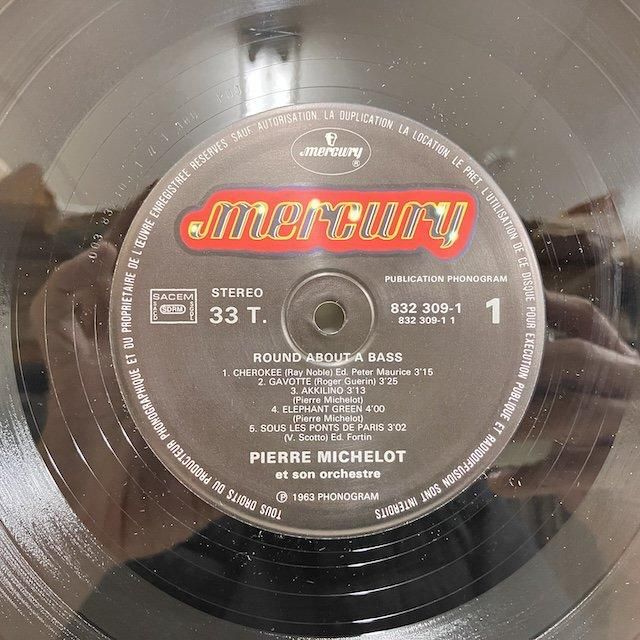 TOUS DROITS DU PRODUCTEUR PHONOGRAPHIQUE ET DU PROPRIETAIRE DE L'ŒUVRE ENREGISTREE RESERVES SAUF AUTORISATION. LA DUPLICATION, LA LOCATION, LE PRET L'UTILISATION DE CE DISQUE POUR EXECUTION PUBLIQUE ET RADIODIFFUSION SONT INTERDITS
mercury ®
mercury
PUBLICATION PHONOGRAM
SACEM
SDRM
SACD
SGDL
STEREO
33 T.
832 309-1
832 309-1 1
1
ROUND ABOUT A BASS
1. CHEROKEE (Ray Noble) Ed. Peter Maurice 3'15
2. GAVOTTE (Roger Guerin) 3'25
3. AKKILINO 3'13
(Pierre Michelot)
4. ELEPHANT GREEN 4'00
(Pierre Michelot)
5. SOUS LES PONTS DE PARIS 3'02
(V. Scotto) Ed. Fortin
PIERRE MICHELOT
et son orchestre
Ⓟ 1963 PHONOGRAM